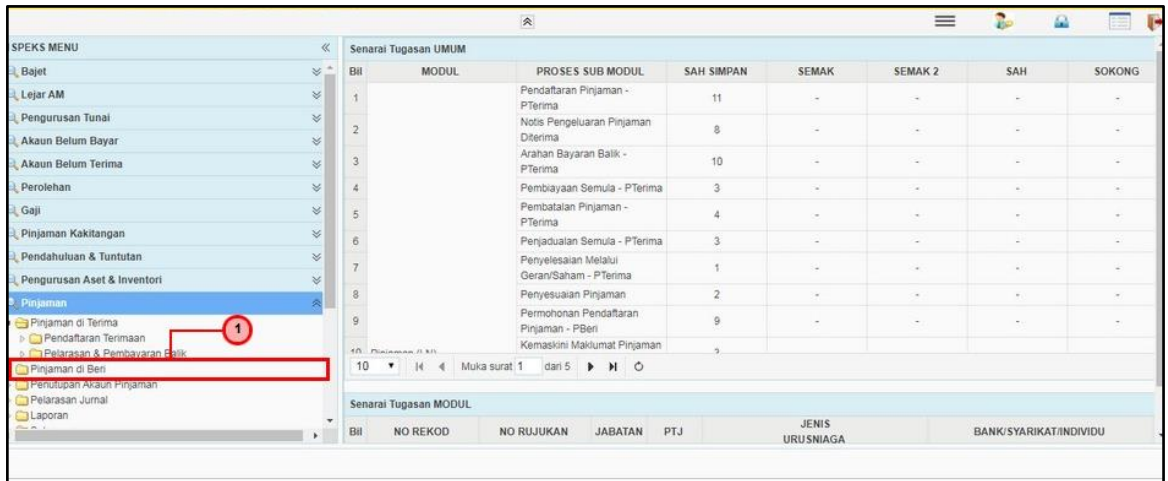 SPEKS MENU
Bajet
Lejar AM
Pengurusan Tunai
Akaun Belum Bayar
Akaun Belum Terima
Perolehan
Gaji
Pinjaman Kakitangan
Pendahuluan & Tuntutan
Pengurusan Aset & Inventori
Pinjaman
Pinjaman di Terima
Pendaftaran Terimaan
Pelarasan & Pembayaran Balik
1
Pinjaman di Beri
Penutupan Akaun Pinjaman
Pelarasan Jurnal
Laporan
Senarai Tugasan UMUM
Bil MODUL PROSES SUB MODUL SAH SIMPAN SEMAK SEMAK 2 SAH SOKONG
1 Pendaftaran Pinjaman - 11 - - - -
PTerima
2 Notis Pengeluaran Pinjaman 8 - - - -
Diterima
3 Arahan Bayaran Balik - 10 - - - -
PTerima
4 Pembiayaan Semula - PTerima 3 - - - -
5 Pembatalan Pinjaman - 4 - - - -
PTerima
6 Penjadualan Semula - PTerima 3 - - - -
7 Penyelesaian Melalui 1 - - - -
Geran/Saham - PTerima
8 Penyesuaian Pinjaman 2 - - - -
9 Permohonan Pendaftaran 9 - - - -
Pinjaman - PBeri
Kemaskini Maklumat Pinjaman
10 Muka surat 1 dari 5
Senarai Tugasan MODUL
Bil NO REKOD NO RUJUKAN JABATAN PTJ JENIS BANK/SYARIKAT/INDIVIDU
URUSNIAGA